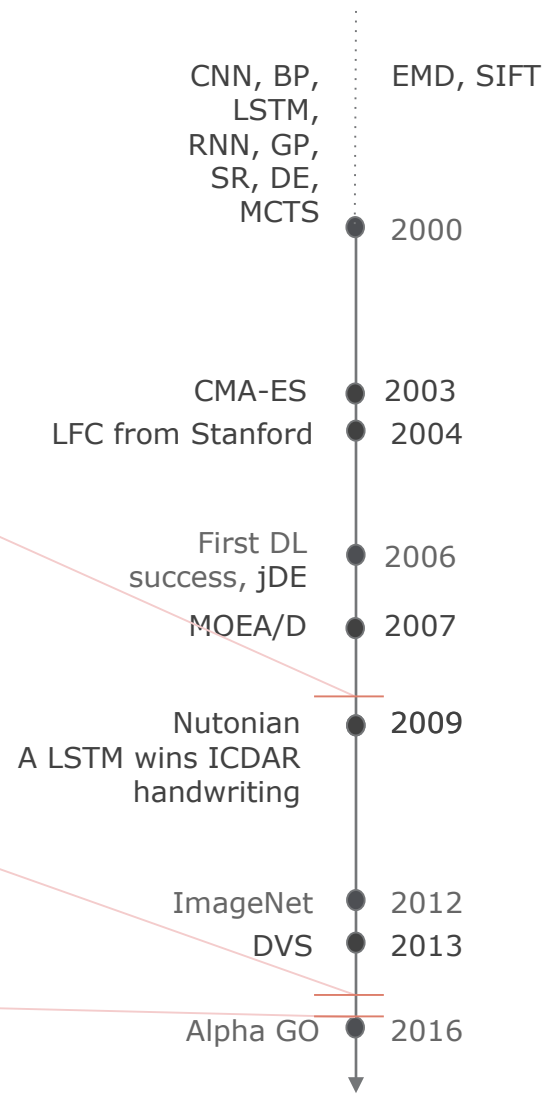 CNN, BP, EMD, SIFT
LSTM,
RNN, GP,
SR, DE,
MCTS
2000
CMA-ES 2003
LFC from Stanford 2004
First DL
success, jDE 2006
MOEA/D 2007
Nutonian 2009
A LSTM wins ICDAR
handwriting
ImageNet 2012
DVS 2013
Alpha GO 2016